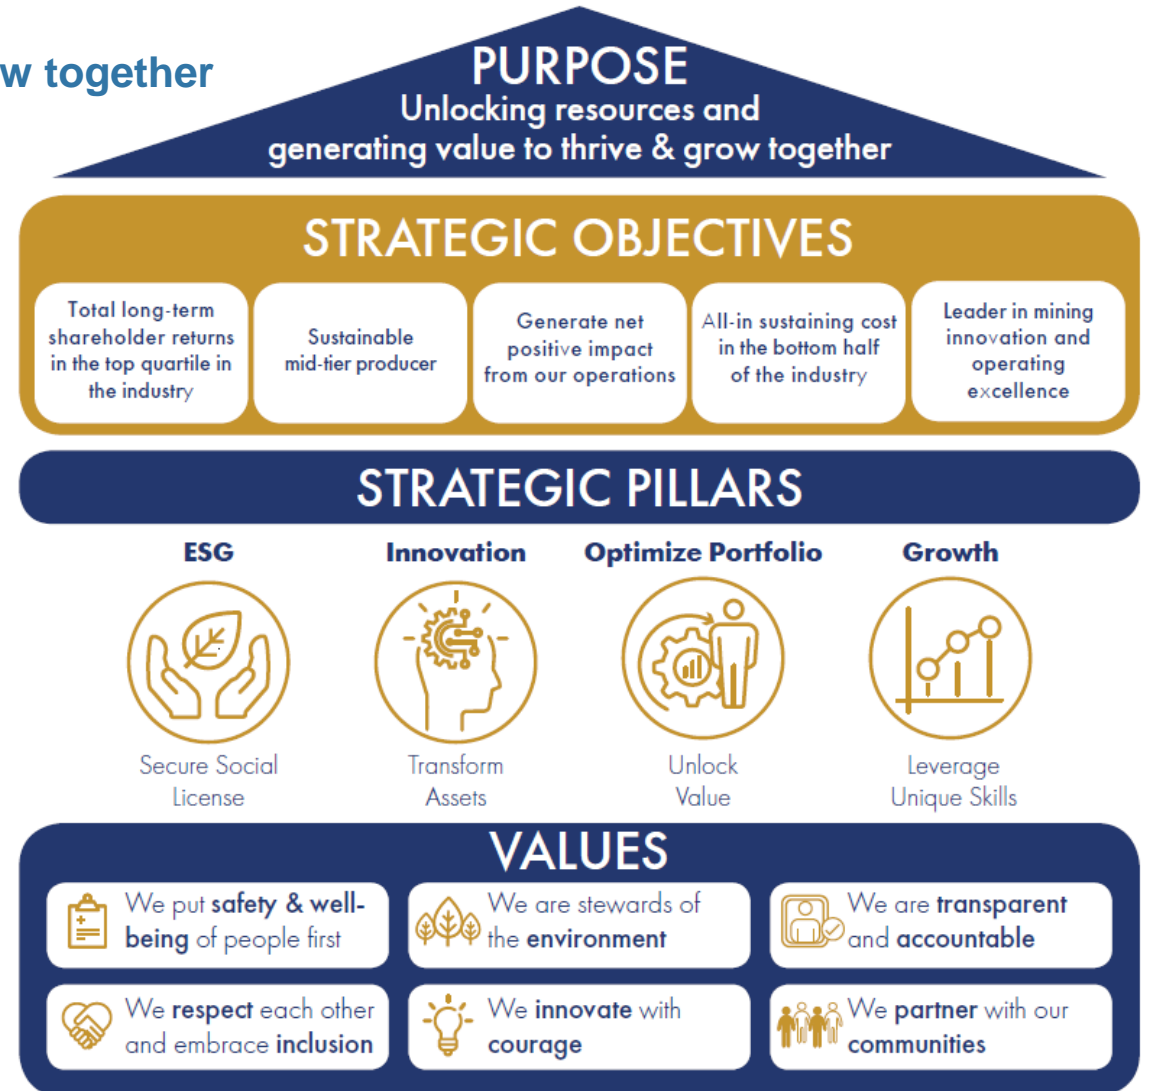 w together
PURPOSE
Unlocking resources and
generating value to thrive & grow together
STRATEGIC OBJECTIVES
Total long-term
shareholder returns
in the top quartile in
the industry
Sustainable
mid-tier producer
Generate net
positive impact
from our operations
All-in sustaining cost
in the bottom half
of the industry
Leader in mining
innovation and
operating
excellence
STRATEGIC PILLARS
ESG
Innovation
Optimize Portfolio
Growth
Secure Social
License
Transform
Assets
Unlock
Value
Leverage
Unique Skills
VALUES
We put safety & well-
being of people first
We are stewards of
the environment
We are transparent
and accountable
We respect each other
and embrace inclusion
We innovate with
courage
We partner with our
communities